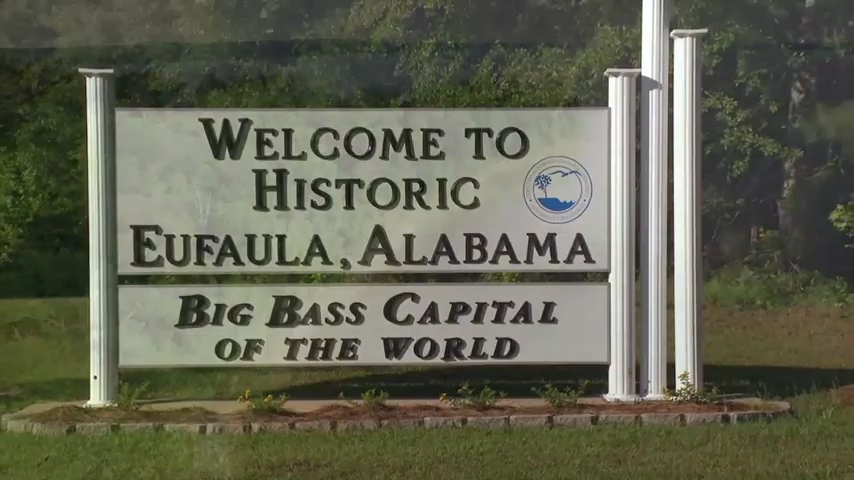 Welcome to
Historic
Eufaula, Alabama
Big Bass Capital
of the World